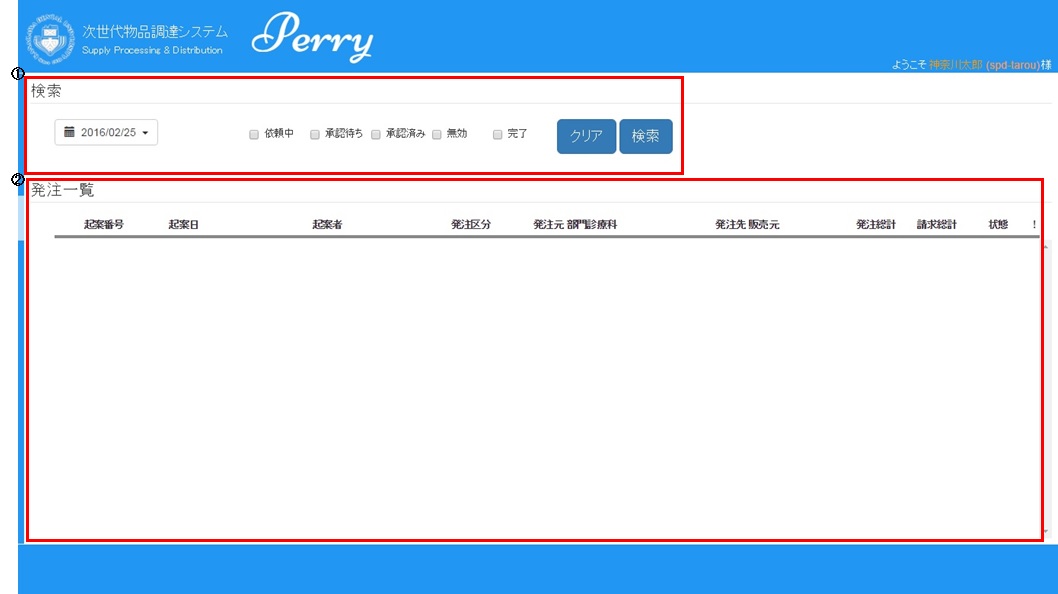 次世代物品調達システム
Supply Processing & Distribution
Perry
ようこそ 神奈川太郎 (spd-tarou)様
①
検索
2016/02/25
依頼中 承認待ち 承認済み 無効 完了 クリア 検索
②
発注一覧
起案番号 起案日 起案者 発注区分 発注元 部門診療科 発注先 販売元 発注総計 請求総計 状態 !